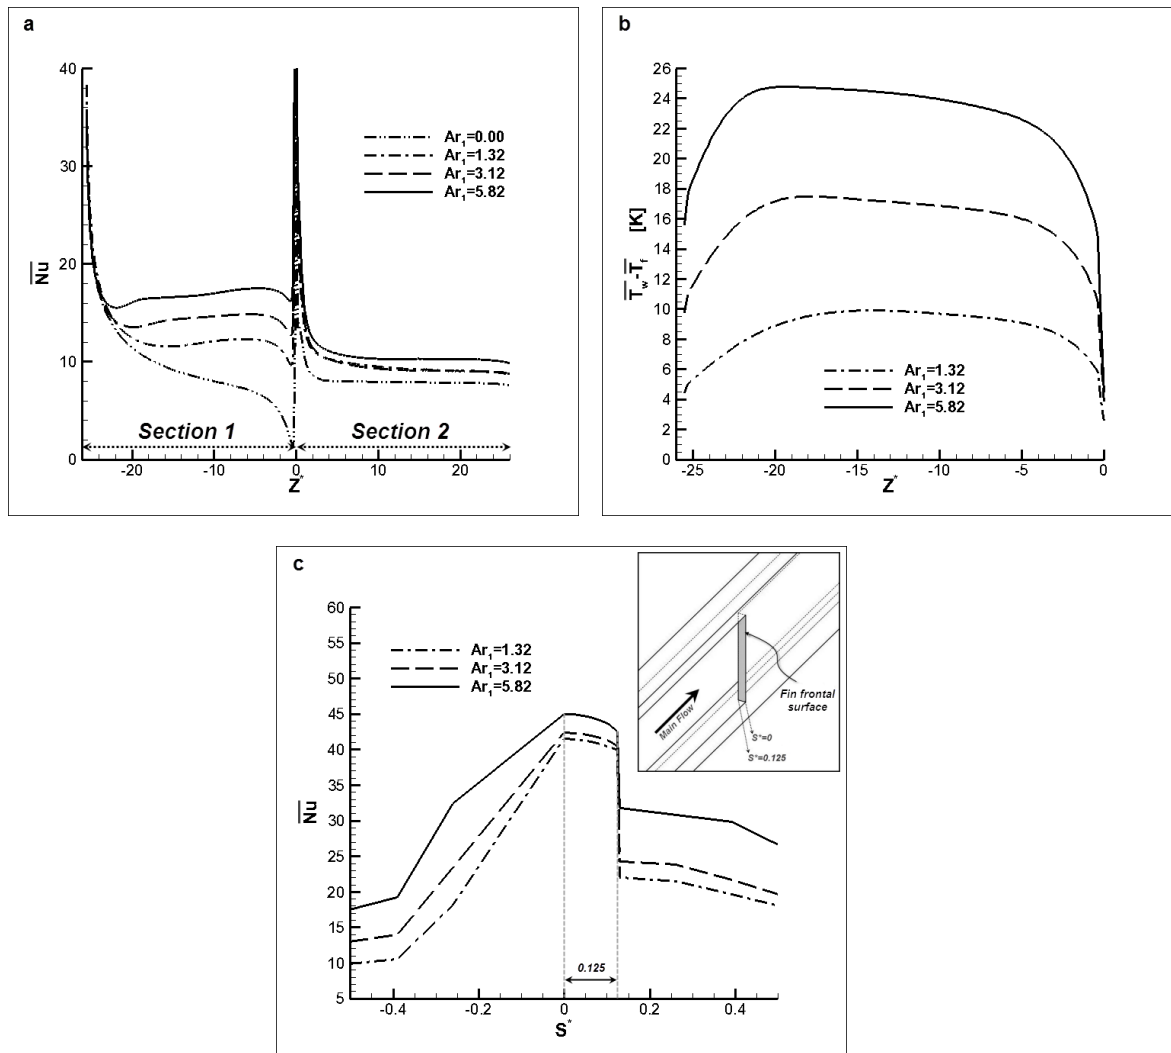 a
40
30
20
10
0
Nu
Ar1=0.00
Ar1=1.32
Ar1=3.12
Ar1=5.82
Section 1
Section 2
-20
-10
0
10
20
Z*
b
26
24
22
20
18
16
14
12
10
8
6
4
2
0
Tw-Tf [K]
Ar1=1.32
Ar1=3.12
Ar1=5.82
-25
-20
-15
-10
-5
0
Z*
c
60
55
50
45
40
35
30
25
20
15
10
5
Nu
Ar1=1.32
Ar1=3.12
Ar1=5.82
Main Flow
Fin frontal
surface
S*=0
S*=0.125
0.125
-0.4
-0.2
0
0.2
0.4
S*